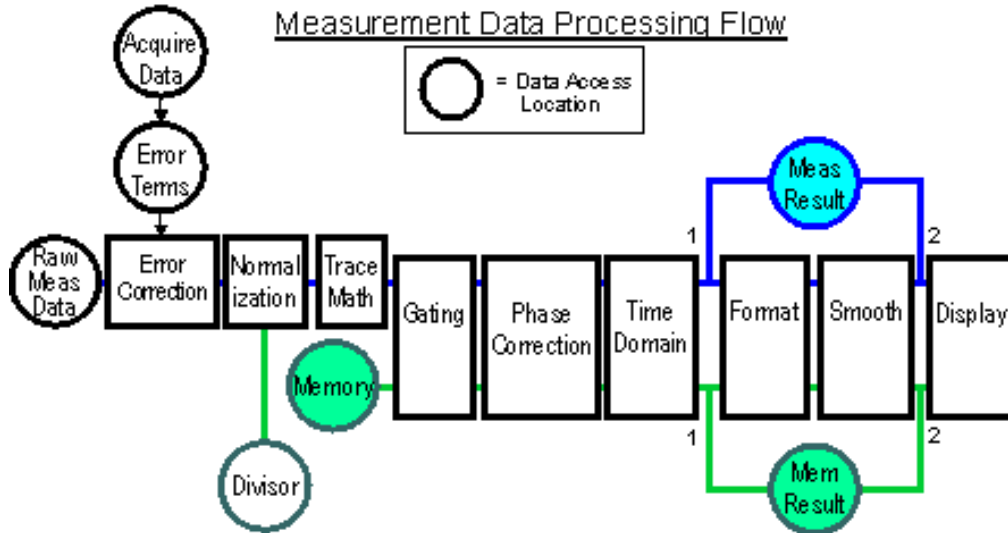 Measurement Data Processing Flow
Acquire
Data
= Data Access
Location
Error
Terms
Meas
Result
1
2
Raw
Meas
Data
Error
Correction
Normal
ization
Trace
Math
Gating
Phase
Correction
Time
Domain
Format
Smooth
Display
Memory
1
2
Divisor
Mem
Result